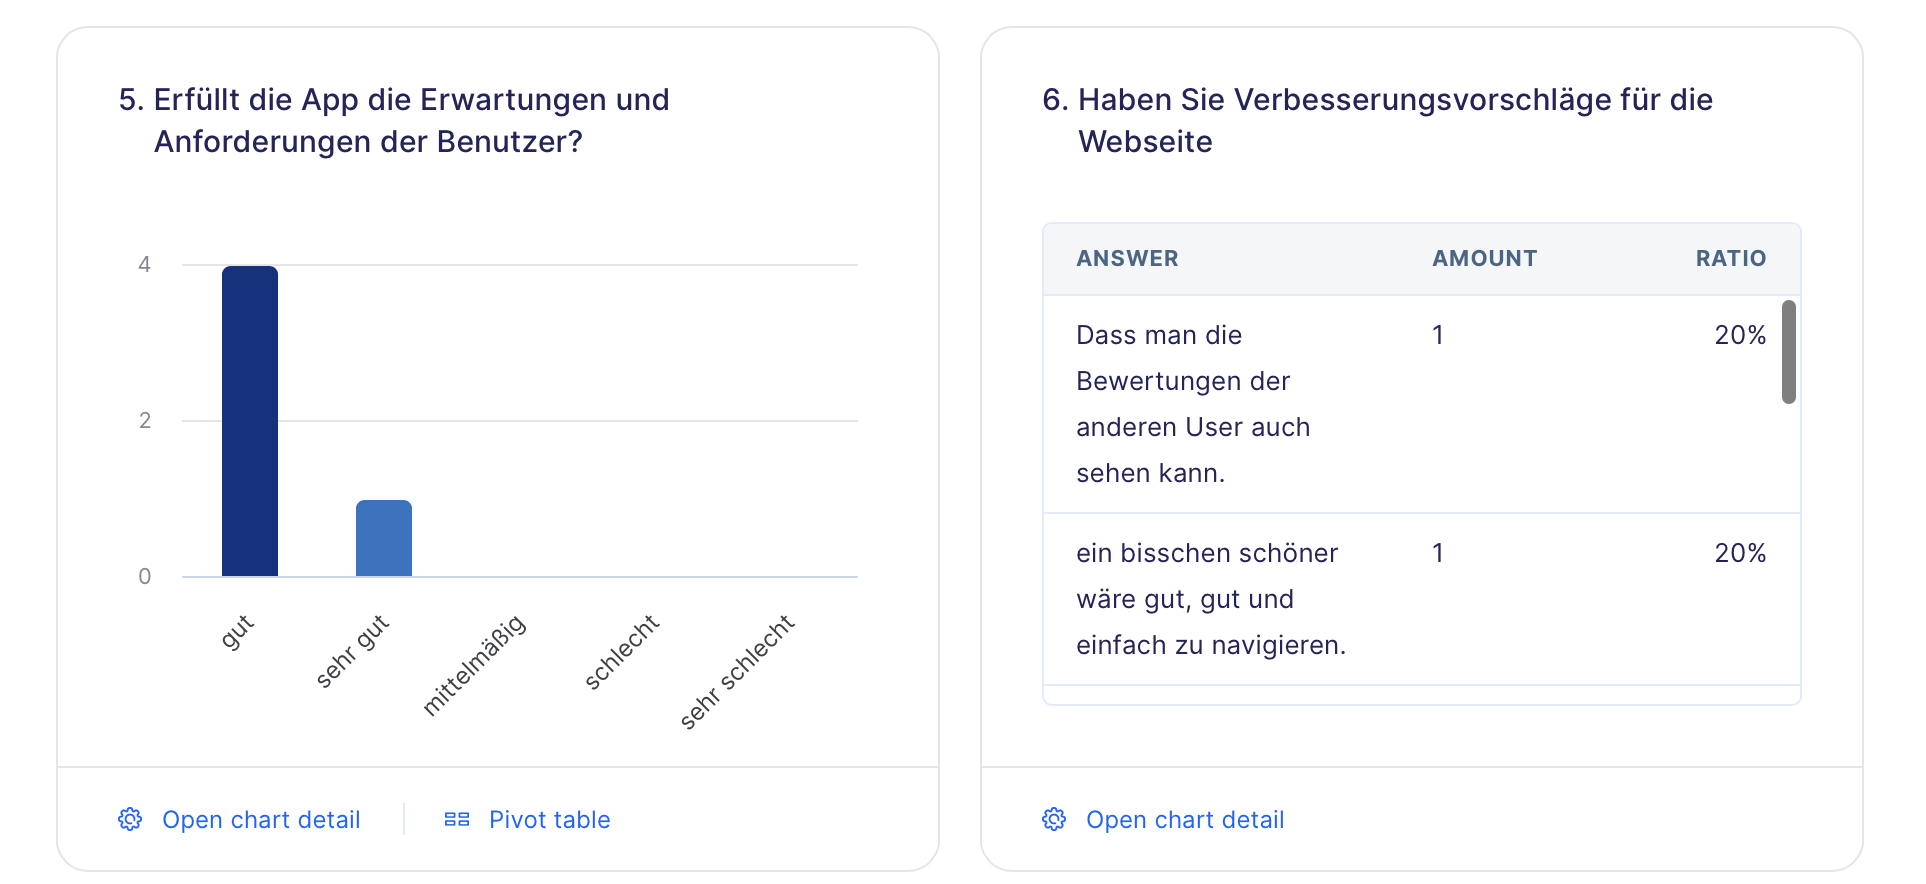 5. Erfüllt die App die Erwartungen und
Anforderungen der Benutzer?
4
2
0
gut
sehr gut
mittelmäßig
schlecht
sehr schlecht
Open chart detail
Pivot table
6. Haben Sie Verbesserungsvorschläge für die
Webseite
ANSWER AMOUNT RATIO
Dass man die 1 20%
Bewertungen der
anderen User auch
sehen kann.
ein bisschen schöner 1 20%
wäre gut, gut und
einfach zu navigieren.
Open chart detail